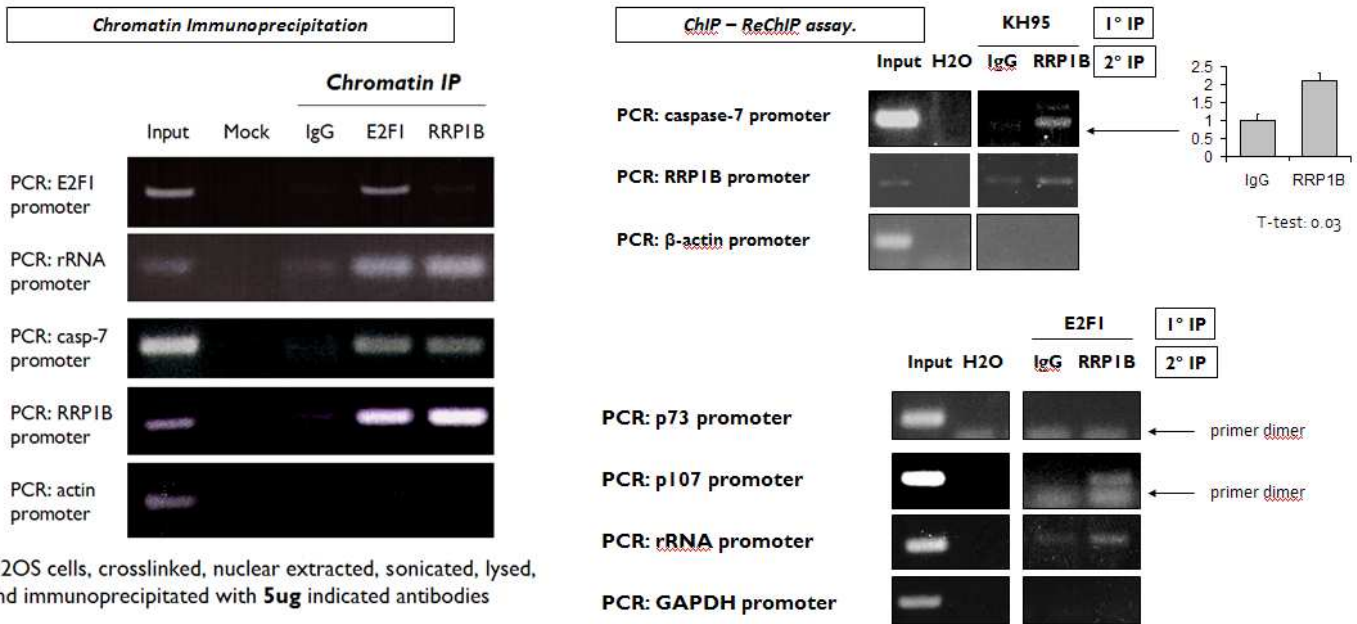 Chromatin Immunoprecipitation
Chromatin IP
Input Mock IgG E2F1 RRP1B
PCR: E2F1
promoter
PCR: rRNA
promoter
PCR: casp-7
promoter
PCR: RRP1B
promoter
PCR: actin
promoter
2OS cells, crosslinked, nuclear extracted, sonicated, lysed,
nd immunoprecipitated with 5ug indicated antibodies
ChIP – ReChIP assay.
KH95 1° IP
Input H2O IgG RRP1B 2° IP
PCR: caspase-7 promoter
PCR: RRP1B promoter
PCR: β-actin promoter
2.5
2
1.5
1
0.5
0
IgG RRP1B
T-test: 0.03
E2F1 1° IP
Input H2O IgG RRP1B 2° IP
PCR: p73 promoter
primer dimer
PCR: p107 promoter
primer dimer
PCR: rRNA promoter
PCR: GAPDH promoter